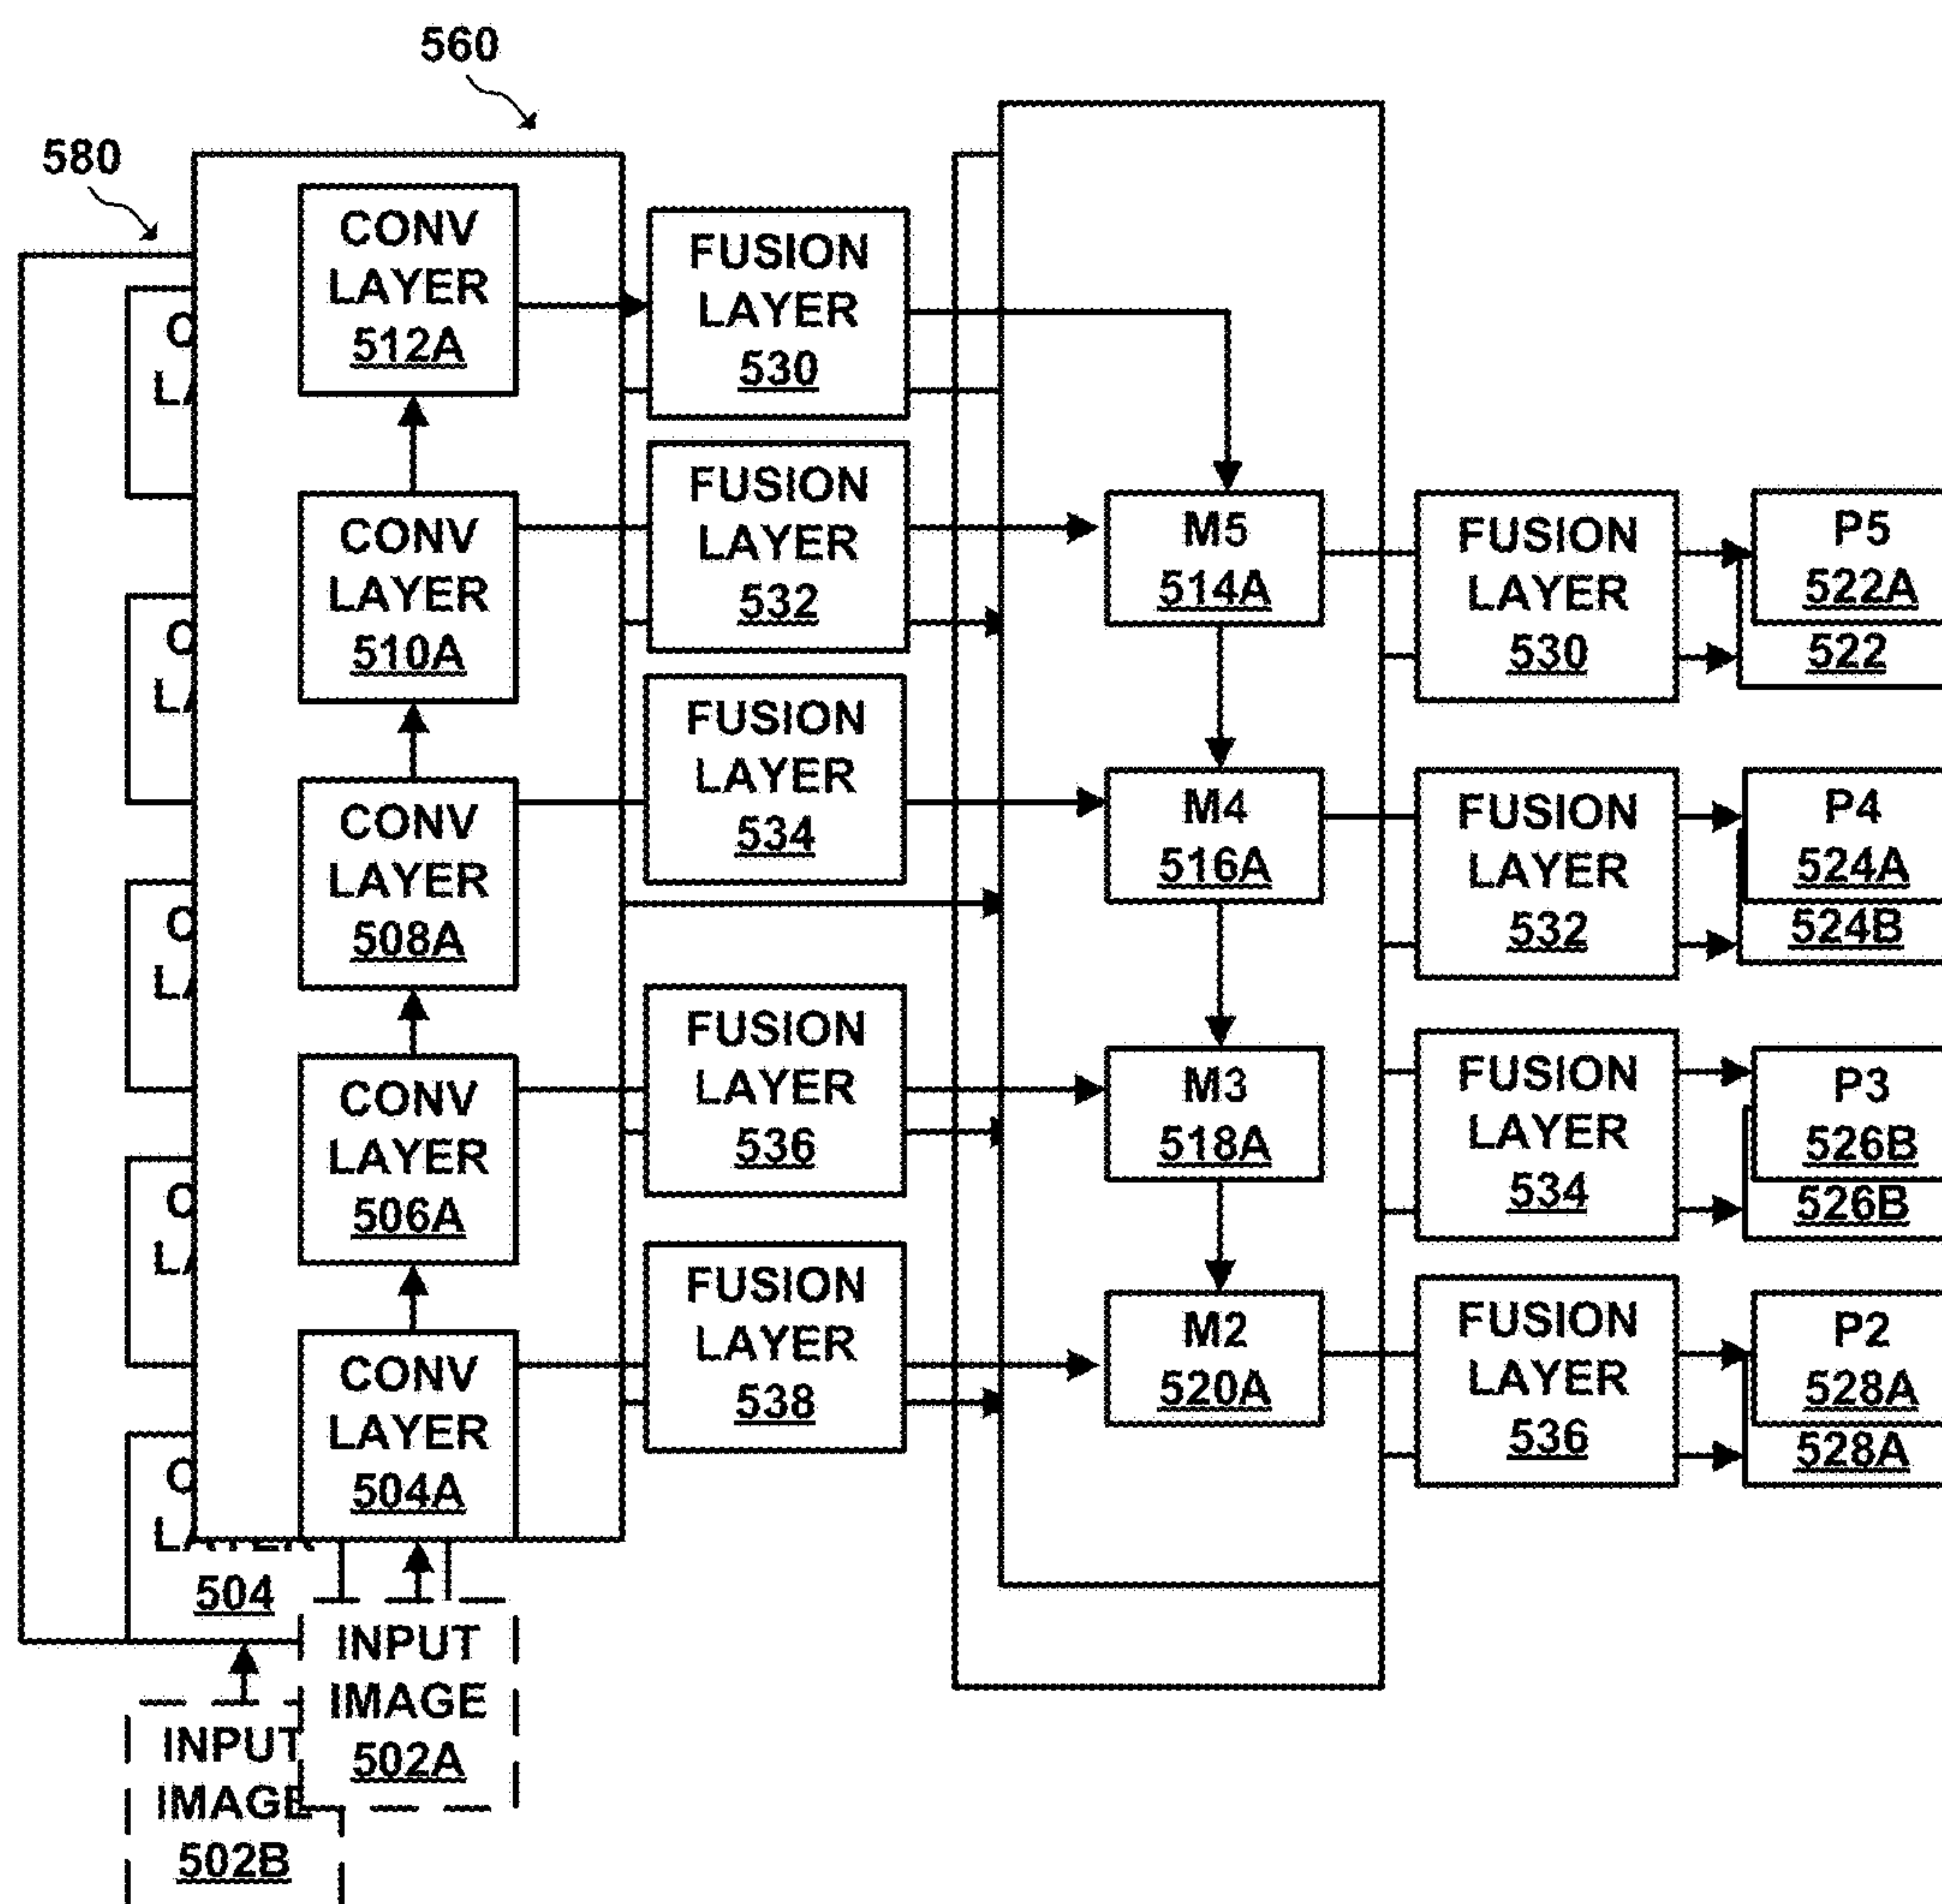 560
580
CONV
LAYER
512A
CONV
LAYER
510A
CONV
LAYER
508A
CONV
LAYER
506A
CONV
LAYER
504A
504
INPUT
IMAGE
502A
INPUT
IMAGE
502B
FUSION
LAYER
530
FUSION
LAYER
532
FUSION
LAYER
534
FUSION
LAYER
536
FUSION
LAYER
538
M5
514A
M4
516A
M3
518A
M2
520A
FUSION
LAYER
530
FUSION
LAYER
532
FUSION
LAYER
534
FUSION
LAYER
536
P5
522A
522
P4
524A
524B
P3
526B
526B
P2
528A
528A